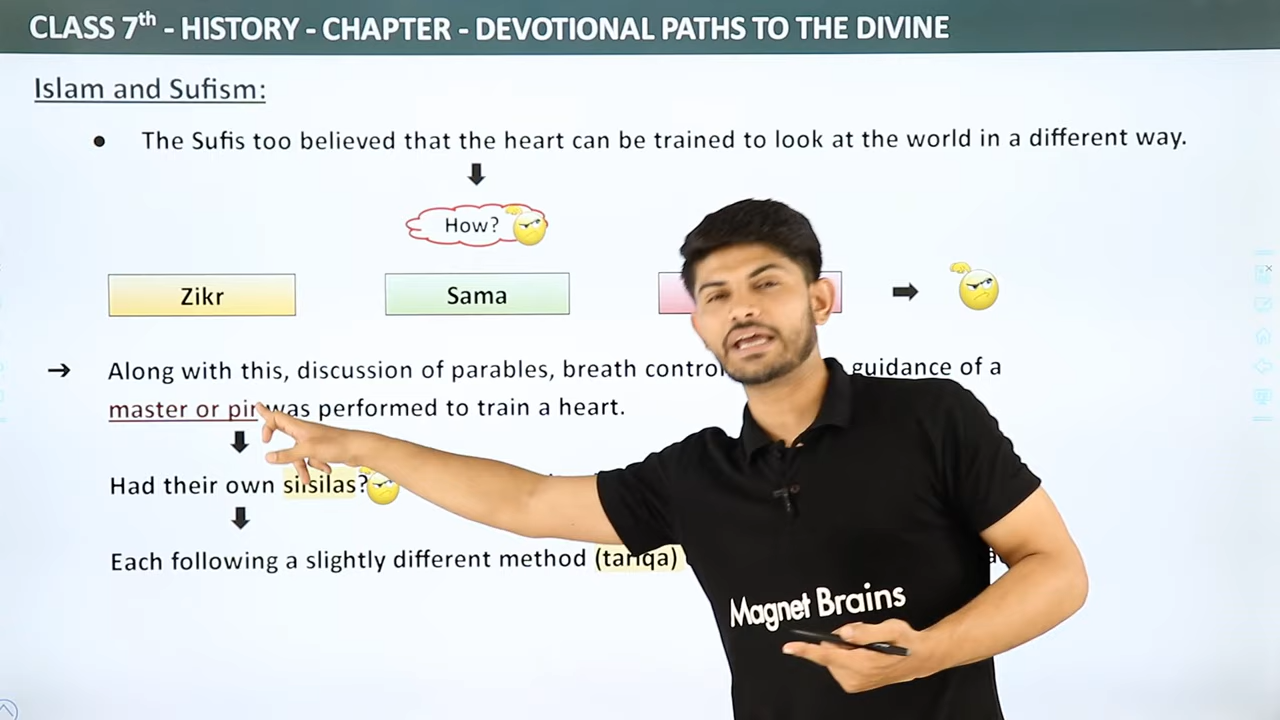 CLASS 7th - HISTORY - CHAPTER - DEVOTIONAL PATHS TO THE DIVINE
Islam and Sufism:
• The Sufis too believed that the heart can be trained to look at the world in a different way.
How?
Zikr Sama
→ Along with this, discussion of parables, breath control guidance of a
master or pir was performed to train a heart.
Had their own silsilas?
Each following a slightly different method (tariqa)
Magnet Brains